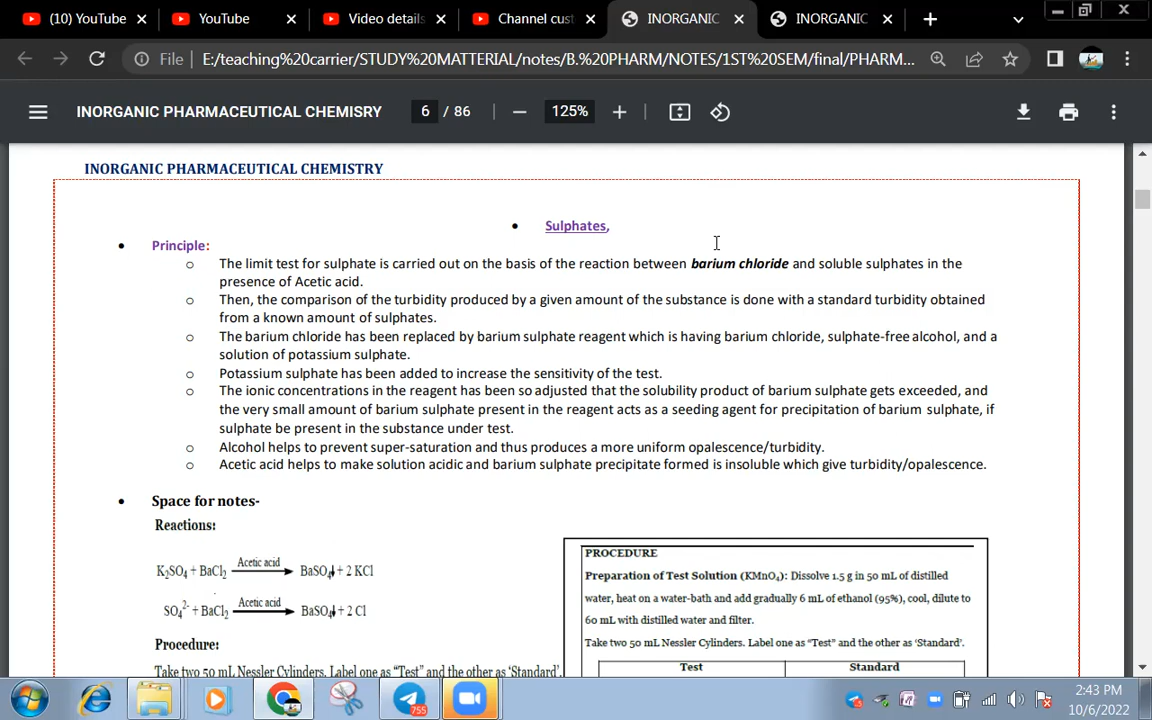 (10) YouTube
YouTube
Video details
Channel cust
INORGANIC
INORGANIC
File
E:/teaching%20carrier/STUDY%20MATTERIAL/notes/B.%20PHARM/NOTES/1ST%20SEM/final/PHARM...
INORGANIC PHARMACEUTICAL CHEMISRY
6 / 86
125%
INORGANIC PHARMACEUTICAL CHEMISTRY
• Sulphates,
• Principle:
o The limit test for sulphate is carried out on the basis of the reaction between barium chloride and soluble sulphates in the
presence of Acetic acid.
o Then, the comparison of the turbidity produced by a given amount of the substance is done with a standard turbidity obtained
from a known amount of sulphates.
o The barium chloride has been replaced by barium sulphate reagent which is having barium chloride, sulphate-free alcohol, and a
solution of potassium sulphate.
o Potassium sulphate has been added to increase the sensitivity of the test.
o The ionic concentrations in the reagent has been so adjusted that the solubility product of barium sulphate gets exceeded, and
the very small amount of barium sulphate present in the reagent acts as a seeding agent for precipitation of barium sulphate, if
sulphate be present in the substance under test.
o Alcohol helps to prevent super-saturation and thus produces a more uniform opalescence/turbidity.
o Acetic acid helps to make solution acidic and barium sulphate precipitate formed is insoluble which give turbidity/opalescence.
• Space for notes-
Reactions:
Acetic acid
K₂SO₄ + BaCl₂ → BaSO₄↓ + 2 KCl
Acetic acid
SO₄²⁻ + BaCl₂ → BaSO₄↓ + 2 Cl
Procedure:
Take two 50 mL Nessler Cylinders. Label one as "Test" and the other as 'Standard'.
PROCEDURE
Preparation of Test Solution (KMnO₄): Dissolve 1.5 g in 50 mL of distilled
water, heat on a water-bath and add gradually 6 mL of ethanol (95%), cool, dilute to
60 mL with distilled water and filter.
Take two 50 mL Nessler Cylinders. Label one as "Test" and the other as 'Standard'.
Test Standard
755
2:43 PM
10/6/2022